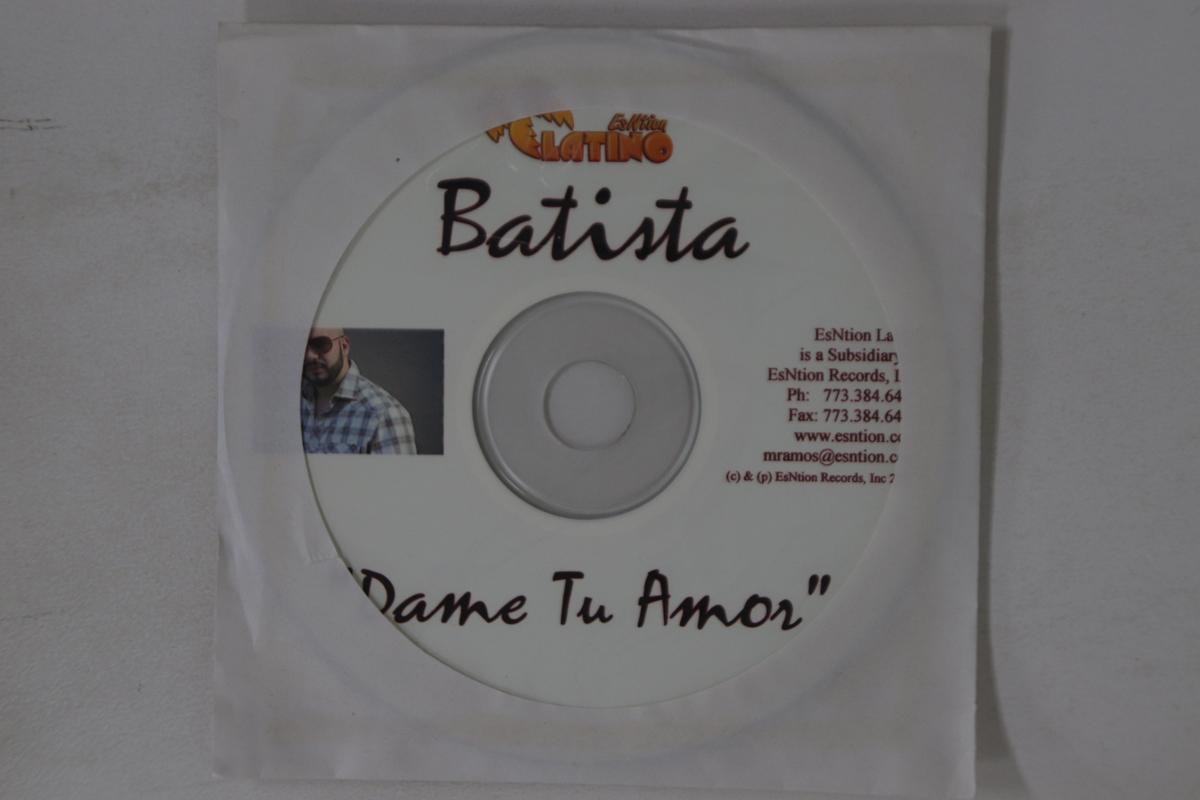 EsNtion
LATINO
Batista
EsNtion La
is a Subsidiary
EsNtion Records, I
Ph: 773.384.64
Fax: 773.384.64
www.esntion.co
mramos@esntion.c
(c) & (p) EsNtion Records, Inc 2
"Dame Tu Amor"